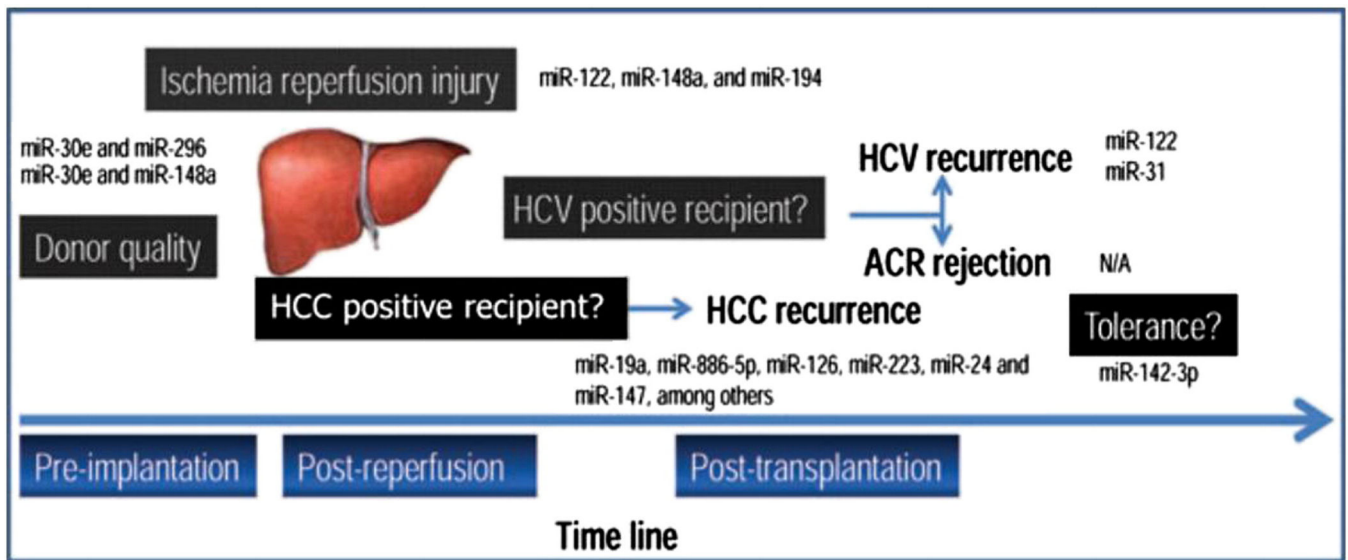 Ischemia reperfusion injury
miR-122, miR-148a, and miR-194
miR-30e and miR-296
miR-30e and miR-148a
Donor quality
HCV positive recipient?
HCV recurrence
miR-122
miR-31
ACR rejection
N/A
HCC positive recipient?
HCC recurrence
miR-19a, miR-886-5p, miR-126, miR-223, miR-24 and
miR-147, among others
Tolerance?
miR-142-3p
Pre-implantation
Post-reperfusion
Post-transplantation
Time line